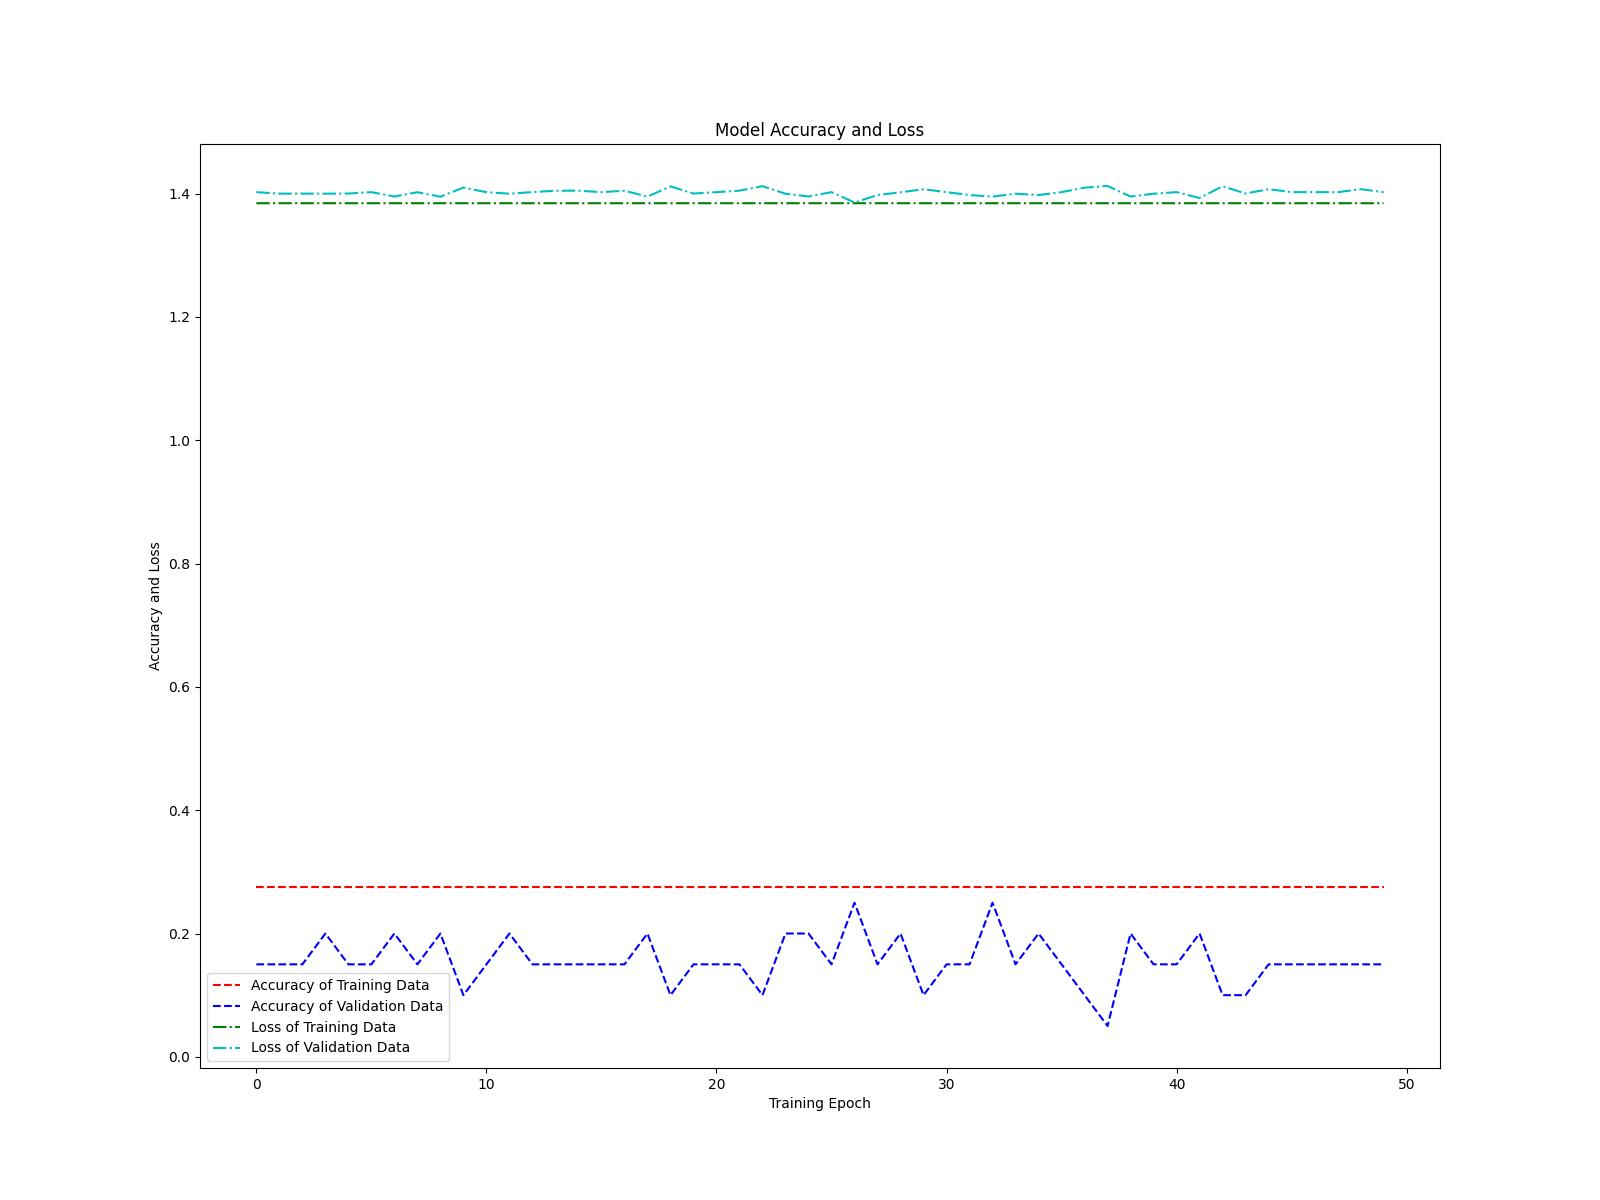 Model Accuracy and Loss
1.4
1.2
1.0
0.8
0.6
0.4
0.2
0.0
Accuracy and Loss
Accuracy of Training Data
Accuracy of Validation Data
Loss of Training Data
Loss of Validation Data
0 10 20 30 40 50
Training Epoch